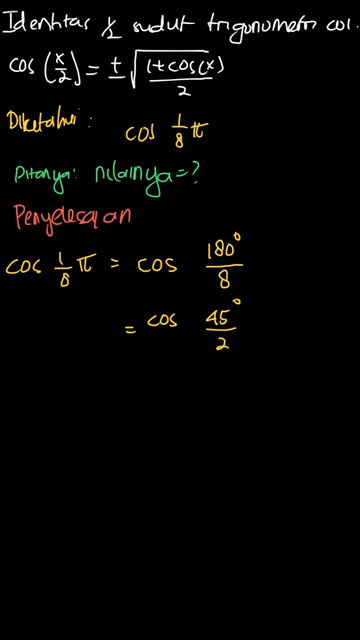 Identitas ½ sudut trigonometri cos.
cos(x/2) = ± √((1+cos(x))/2)
Diketahui: cos 1/8 π
Ditanya: nilainya = ?
Penyelesaian
cos 1/8 π = cos 180°/8
= cos 45°/2